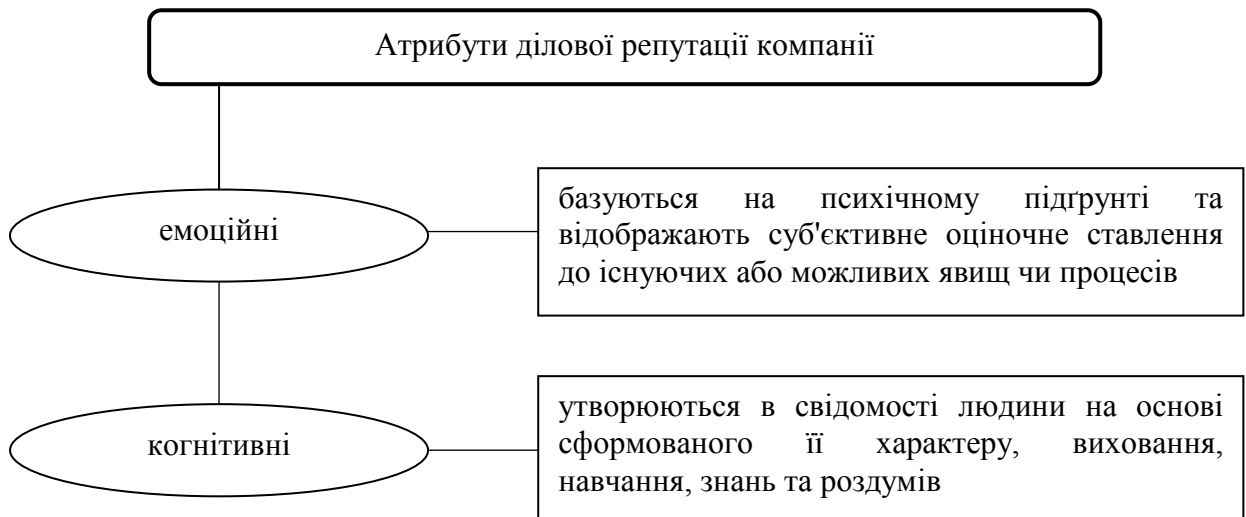 Атрибути ділової репутації компанії
емоційні
базуються на психічному підґрунті та
відображають суб'єктивне оціночне ставлення
до існуючих або можливих явищ чи процесів
когнітивні
утворюються в свідомості людини на основі
сформованого її характеру, виховання,
навчання, знань та роздумів